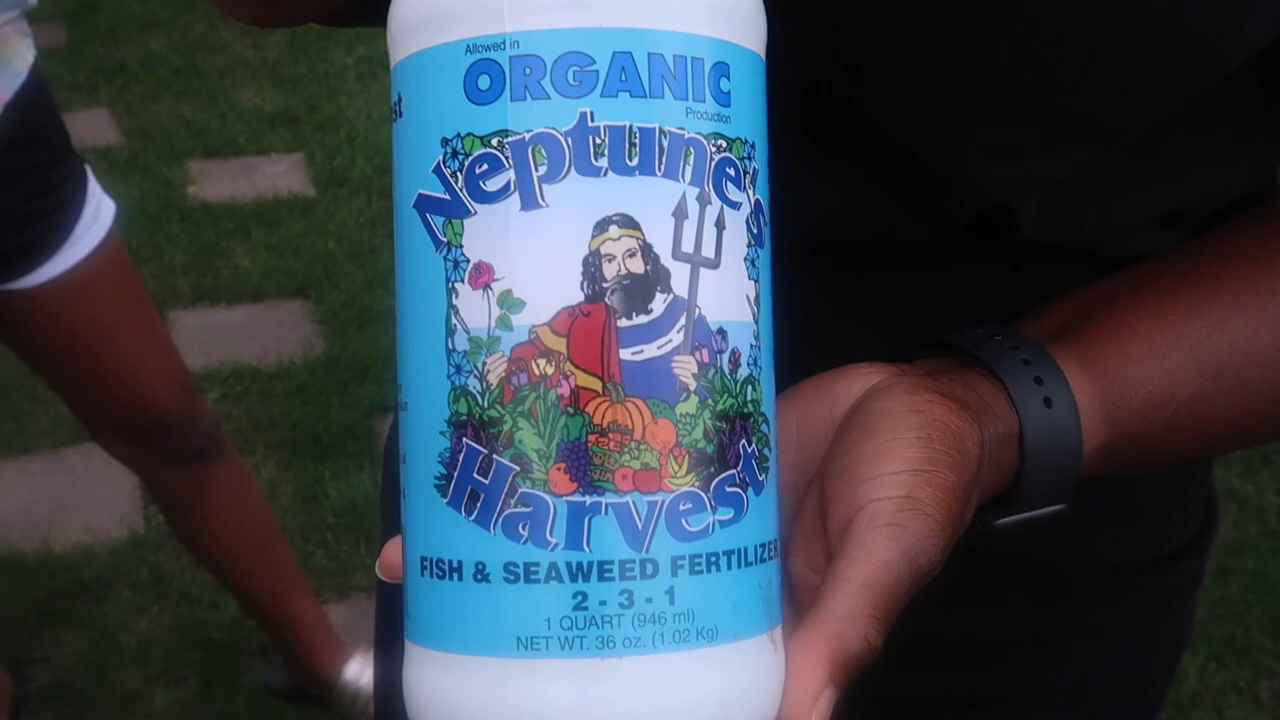 Allowed in
ORGANIC
Production
Neptune's
Harvest
FISH & SEAWEED FERTILIZER
2 - 3 - 1
1 QUART (946 ml)
NET WT. 36 oz. (1.02 Kg)